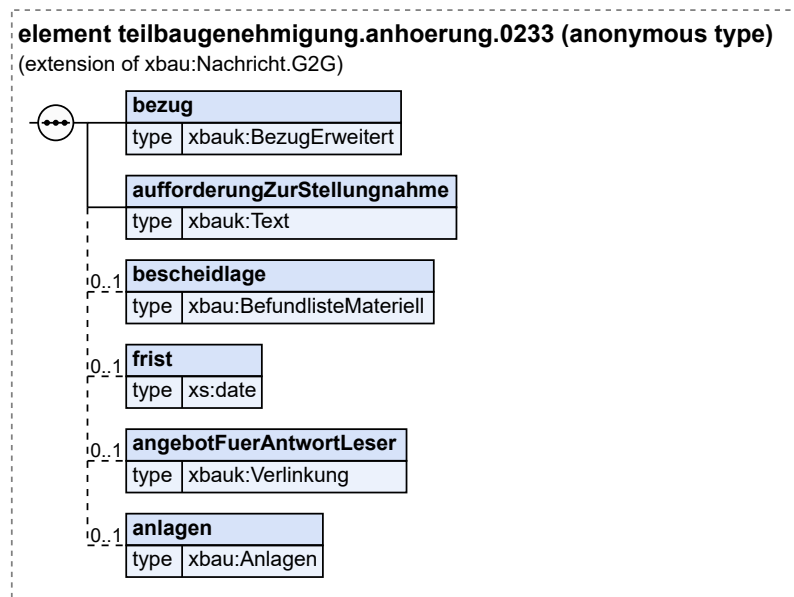 element teilbaugenehmigung.anhoerung.0233 (anonymous type)
(extension of xbau:Nachricht.G2G)
bezug
type xbauk:BezugErweitert
aufforderungZurStellungnahme
type xbauk:Text
0..1 bescheidlage
type xbau:BefundlisteMateriell
0..1 frist
type xs:date
0..1 angebotFuerAntwortLeser
type xbauk:Verlinkung
0..1 anlagen
type xbau:Anlagen